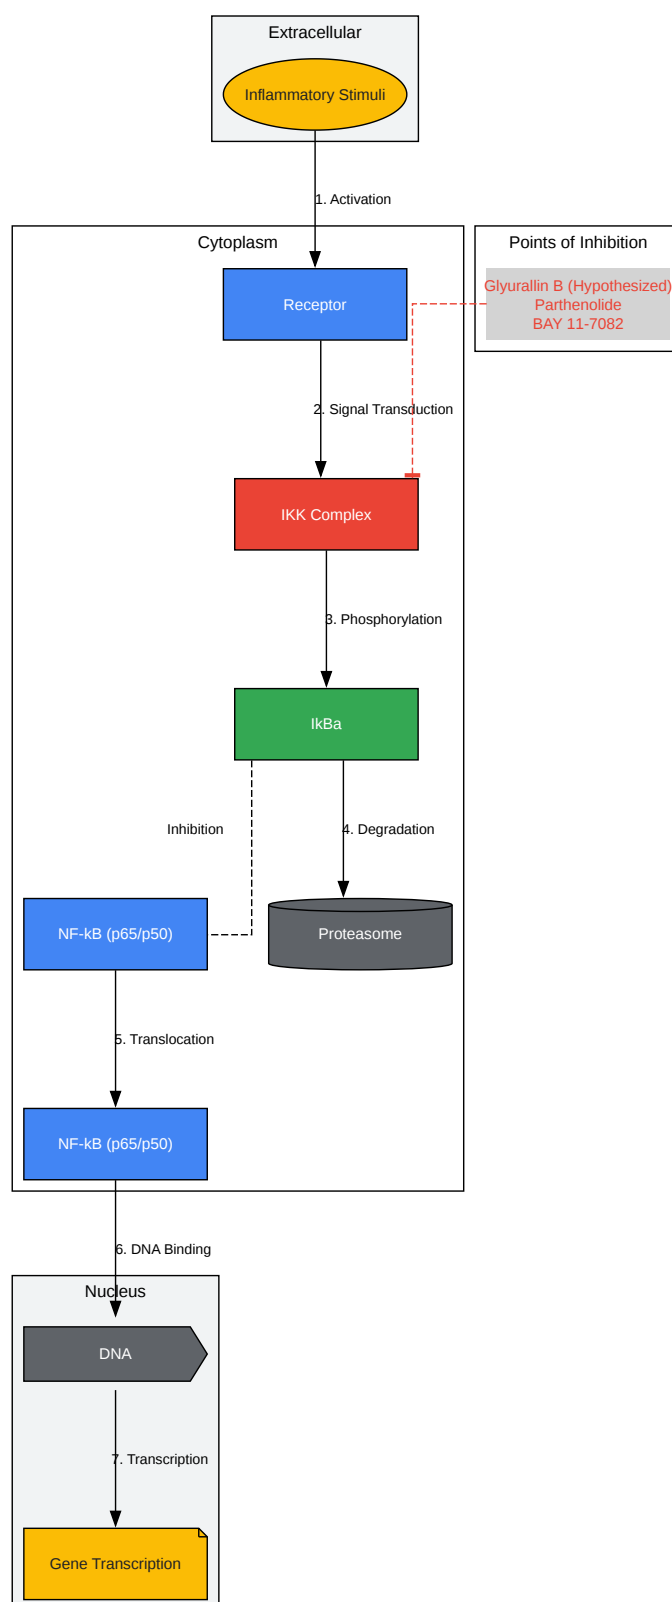 Extracellular
Inflammatory Stimuli
1. Activation
Cytoplasm
Points of Inhibition
Receptor
Glyurallin B (Hypothesized)
Parthenolide
BAY 11-7082
2. Signal Transduction
IKK Complex
3. Phosphorylation
IkBa
Inhibition
4. Degradation
NF-kB (p65/p50)
Proteasome
5. Translocation
NF-kB (p65/p50)
6. DNA Binding
Nucleus
DNA
7. Transcription
Gene Transcription